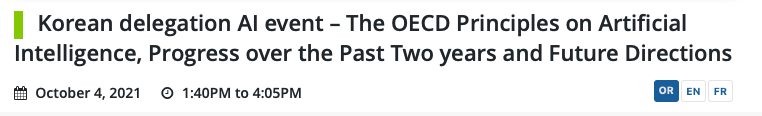 Korean delegation AI event – The OECD Principles on Artificial
Intelligence, Progress over the Past Two years and Future Directions
October 4, 2021 1:40PM to 4:05PM OR EN FR